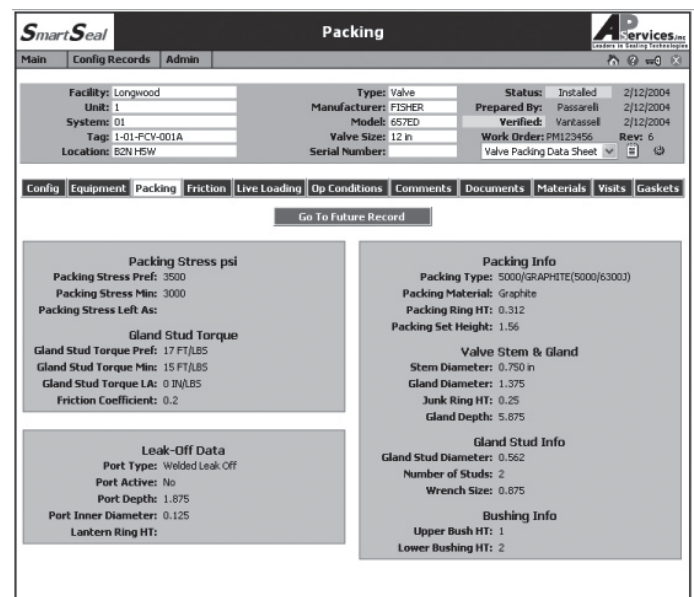 SmartSeal
Packing
AP Services, INC
Leaders in Sealing Technologies
Main Config Records Admin
Facility: Longwood
Unit: 1
System: 01
Tag: 1-01-FCV-001A
Location: B2N H5W
Type: Valve
Manufacturer: FISHER
Model: 657ED
Valve Size: 12 in
Serial Number:
Status: Installed 2/12/2004
Prepared By: Passarelli 2/12/2004
Verified: Vantassell 2/12/2004
Work Order: PM123456 Rev: 6
Valve Packing Data Sheet
Config Equipment Packing Friction Live Loading Op Conditions Comments Documents Materials Visits Gaskets
Go To Future Record
Packing Stress psi
Packing Stress Pref: 3500
Packing Stress Min: 3000
Packing Stress Left As:
Gland Stud Torque
Gland Stud Torque Pref: 17 FT/LBS
Gland Stud Torque Min: 15 FT/LBS
Gland Stud Torque LA: 0 IN/LBS
Friction Coefficient: 0.2
Leak-Off Data
Port Type: Welded Leak Off
Port Active: No
Port Depth: 1.875
Port Inner Diameter: 0.125
Lantern Ring HT:
Packing Info
Packing Type: 5000/GRAPHITE(5000/6300J)
Packing Material: Graphite
Packing Ring HT: 0.312
Packing Set Height: 1.56
Valve Stem & Gland
Stem Diameter: 0.750 in
Gland Diameter: 1.375
Junk Ring HT: 0.25
Gland Depth: 5.875
Gland Stud Info
Gland Stud Diameter: 0.562
Number of Studs: 2
Wrench Size: 0.875
Bushing Info
Upper Bush HT: 1
Lower Bushing HT: 2